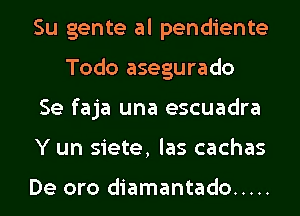 Su gente al pendiente
Todo asegurado
Se faja una escuadra
Y un siete, las cachas
De oro diamantado.....